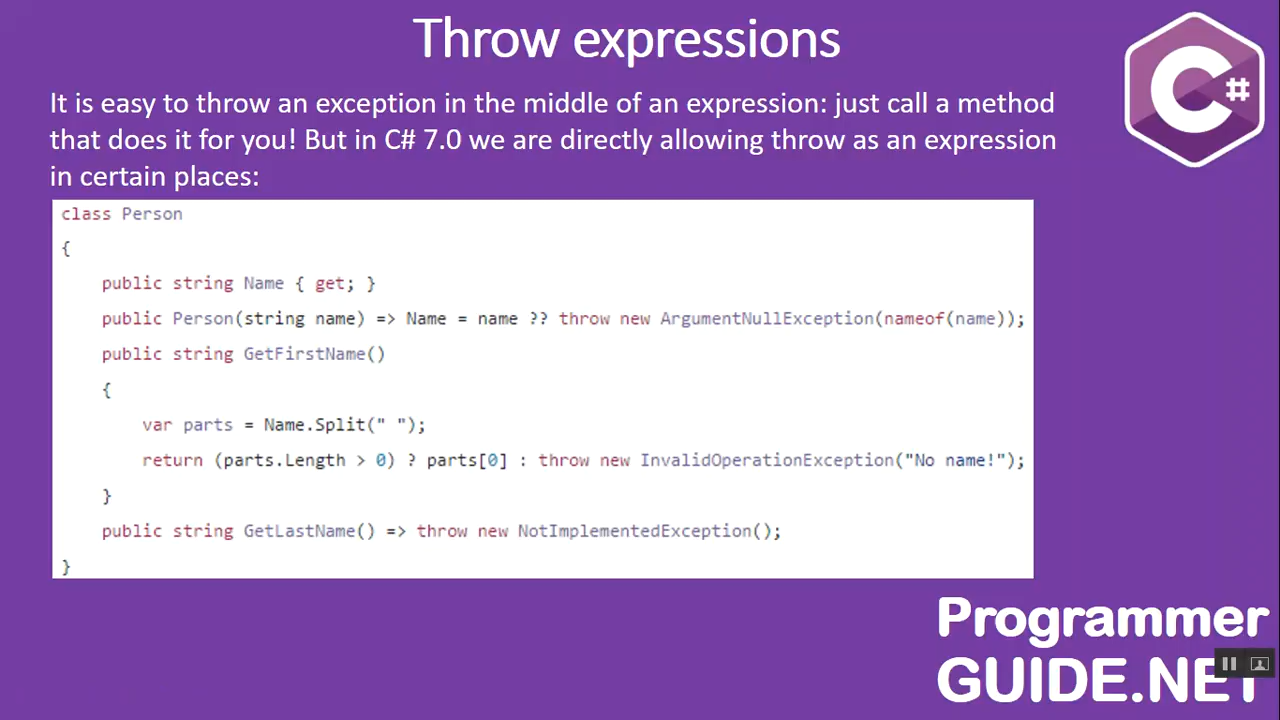 Throw expressions
C#
It is easy to throw an exception in the middle of an expression: just call a method
that does it for you! But in C# 7.0 we are directly allowing throw as an expression
in certain places:
class Person
{
    public string Name { get; }
    public Person(string name) => Name = name ?? throw new ArgumentNullException(nameof(name));
    public string GetFirstName()
    {
        var parts = Name.Split(" ");
        return (parts.Length > 0) ? parts[0] : throw new InvalidOperationException("No name!");
    }
    public string GetLastName() => throw new NotImplementedException();
}
Programmer
GUIDE.NET